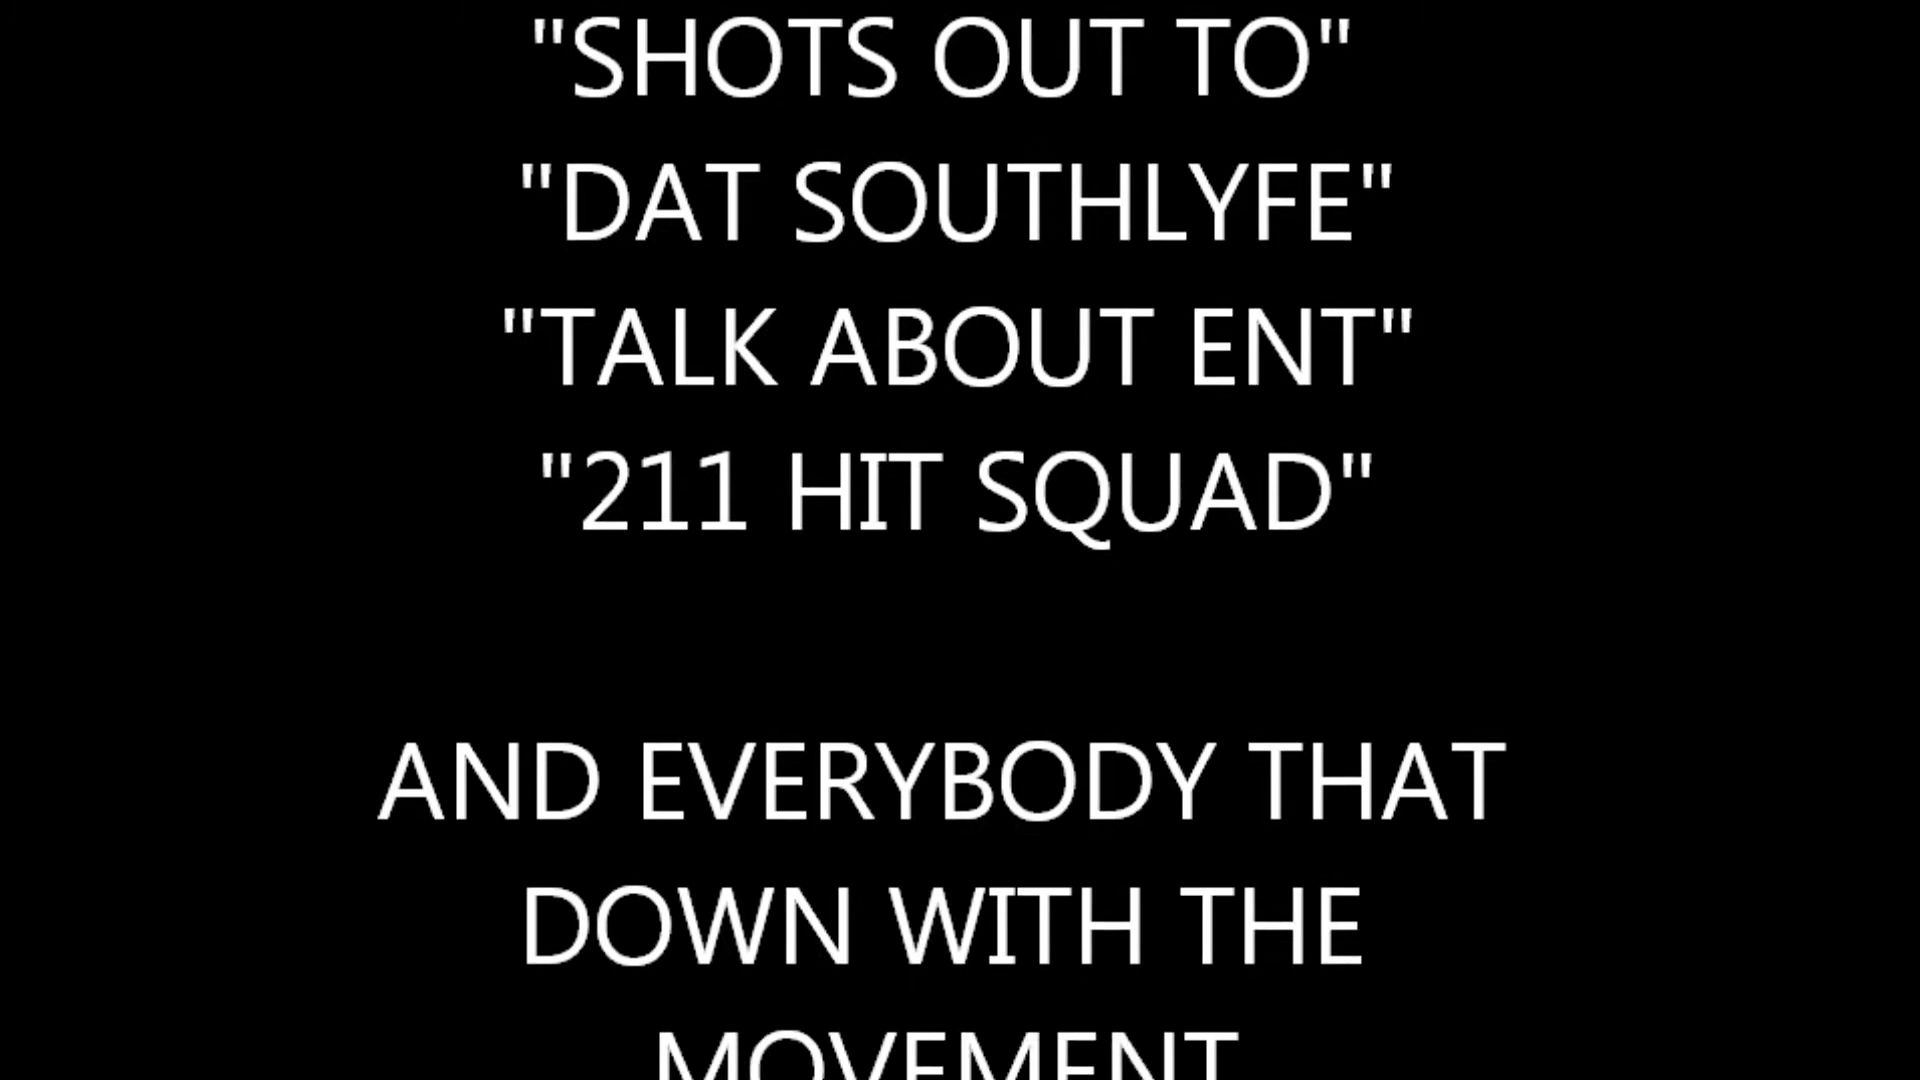 "SHOTS OUT TO"
"DAT SOUTHLYFE"
"TALK ABOUT ENT"
"211 HIT SQUAD"
AND EVERYBODY THAT
DOWN WITH THE
MOVEMENT